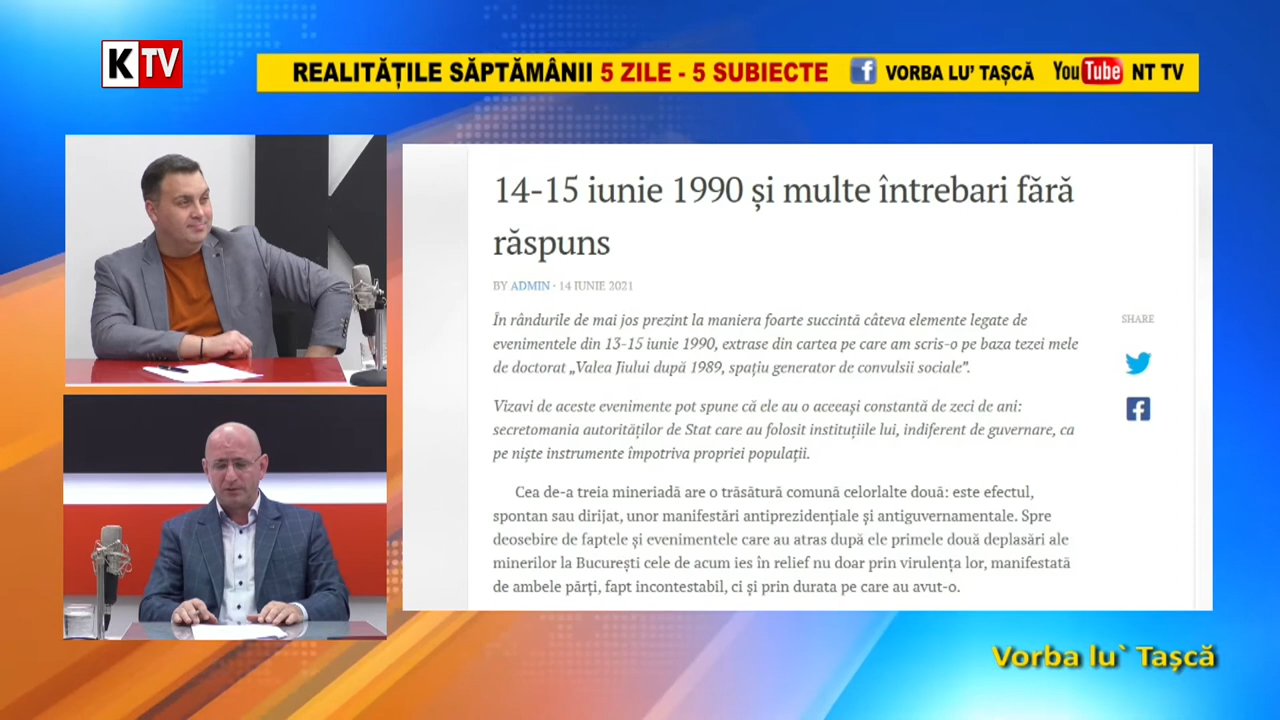 K TV
REALITĂȚILE SĂPTĂMÂNII 5 ZILE - 5 SUBIECTE f VORBA LU' TAȘCĂ YouTube NT TV
14-15 iunie 1990 și multe întrebari fără
răspuns
BY ADMIN · 14 IUNIE 2021
În rândurile de mai jos prezint la maniera foarte succintă câteva elemente legate de
evenimentele din 13-15 iunie 1990, extrase din cartea pe care am scris-o pe baza tezei mele
de doctorat „Valea Jiului după 1989, spațiu generator de convulsii sociale”.
SHARE
Vizavi de aceste evenimente pot spune că ele au o aceeași constantă de zeci de ani:
secretomania autorităților de Stat care au folosit instituțiile lui, indiferent de guvernare, ca
pe niște instrumente împotriva propriei populații.
Cea de-a treia mineriadă are o trăsătură comună celorlalte două: este efectul,
spontan sau dirijat, unor manifestări antiprezidențiale și antiguvernamentale. Spre
deosebire de faptele și evenimentele care au atras după ele primele două deplasări ale
minerilor la București cele de acum ies în relief nu doar prin virulența lor, manifestată
de ambele părți, fapt incontestabil, ci și prin durata pe care au avut-o.
Vorba lu` Tașcă